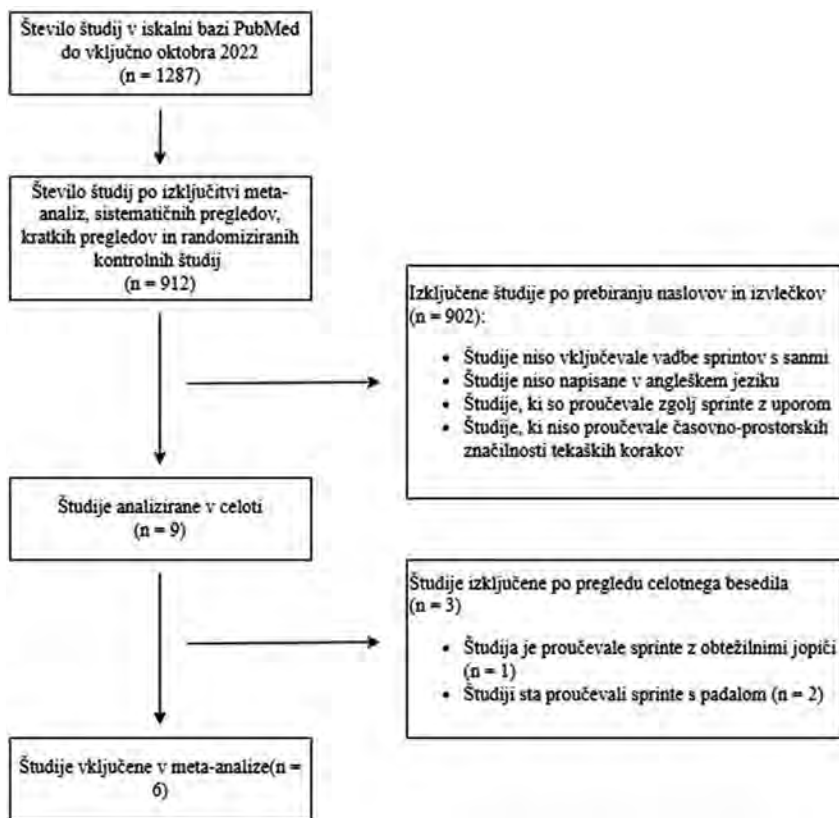 Število študij v iskalni bazi PubMed
do vključno oktobra 2022
(n = 1287)
Število študij po izključitvi meta-
analiz, sistematičnih pregledov,
kratkih pregledov in randomiziranih
kontrolnih študij
(n = 912)
Izključene študije po prebiranju naslovov in izvlečkov
(n = 902):
• Študije niso vključevale vadbe sprintov s sanmi
• Študije niso napisane v angleškem jeziku
• Študije, ki so proučevale zgolj sprinte z uporom
• Študije, ki niso proučevale časovno-prostorskih
značilnosti tekaških korakov
Študije analizirane v celoti
(n = 9)
Študije izključene po pregledu celotnega besedila
(n = 3)
• Študija je proučevale sprinte z obtežilnimi jopiči
(n = 1)
• Študiji sta proučevali sprinte s padalom (n = 2)
Študije vključene v meta-analize(n =
6)